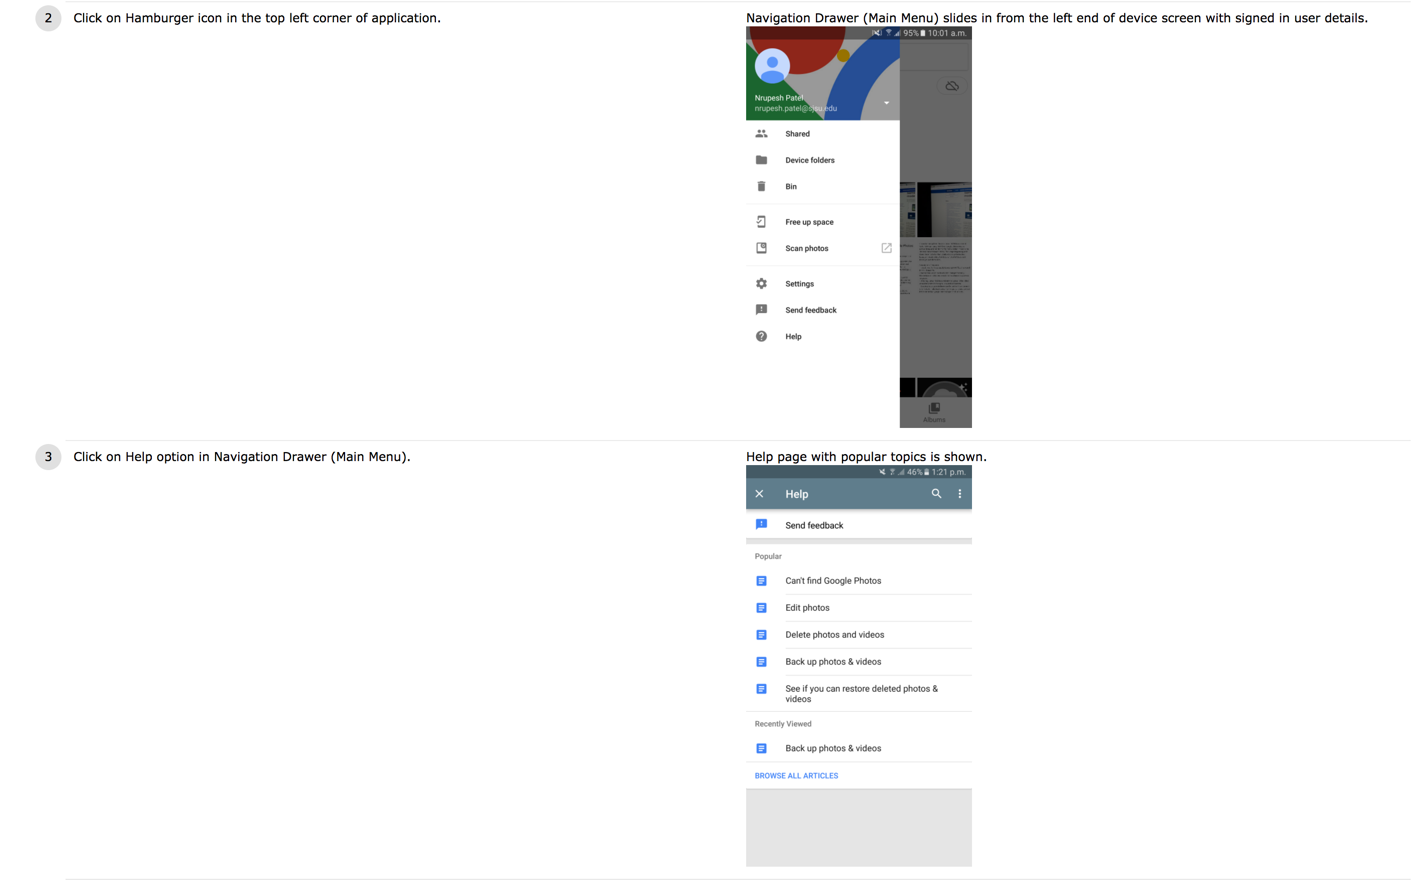 2 Click on Hamburger icon in the top left corner of application.
Navigation Drawer (Main Menu) slides in from the left end of device screen with signed in user details.
95% 10:01 a.m.
Nrupesh Patel
nrupesh.patel@sjsu.edu
Shared
Device folders
Bin
Free up space
Scan photos
Settings
Send feedback
Help
Albums
3 Click on Help option in Navigation Drawer (Main Menu).
Help page with popular topics is shown.
46% 1:21 p.m.
Help
Send feedback
Popular
Can't find Google Photos
Edit photos
Delete photos and videos
Back up photos & videos
See if you can restore deleted photos &
videos
Recently Viewed
Back up photos & videos
BROWSE ALL ARTICLES